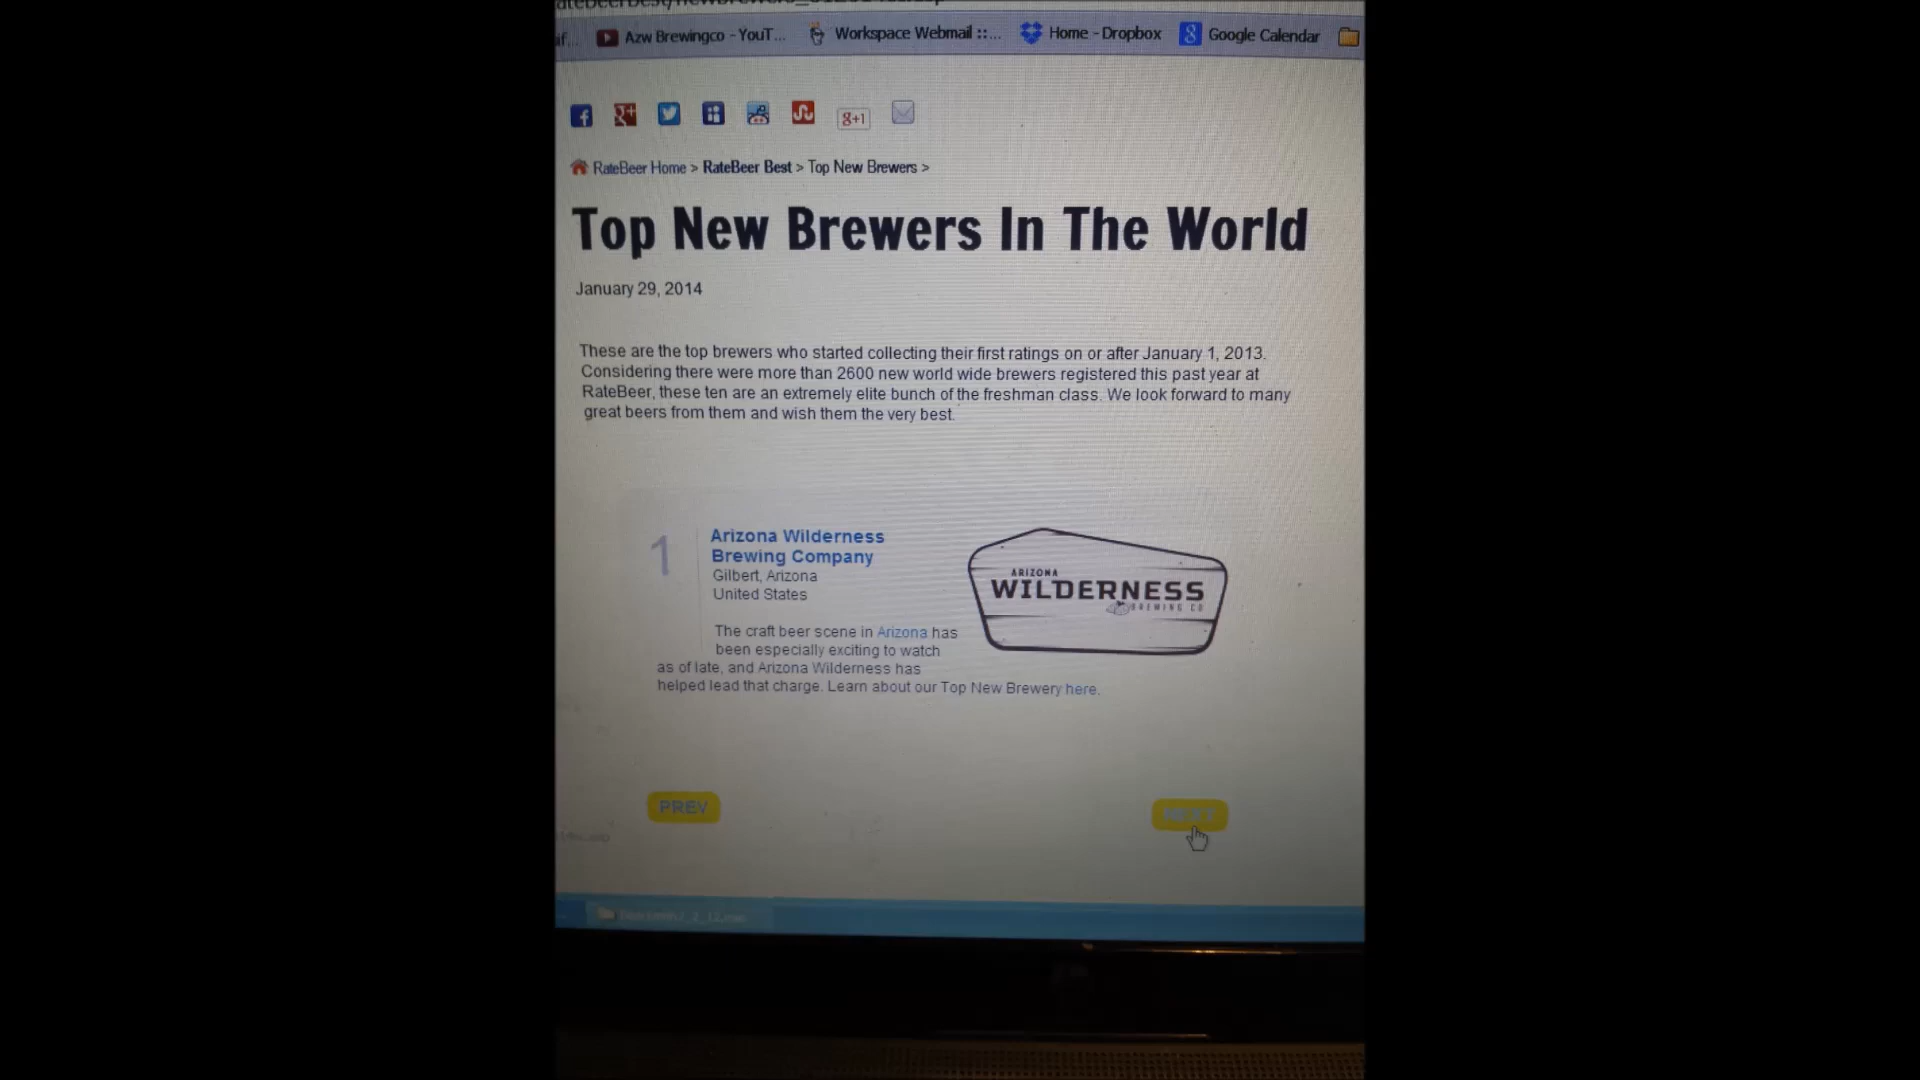 Azw Brewingco - YouT...
Workspace Webmail ::...
Home - Dropbox
Google Calendar
g+1
RateBeer Home > RateBeer Best > Top New Brewers >
Top New Brewers In The World
January 29, 2014
These are the top brewers who started collecting their first ratings on or after January 1, 2013.
Considering there were more than 2600 new world wide brewers registered this past year at
RateBeer, these ten are an extremely elite bunch of the freshman class. We look forward to many
great beers from them and wish them the very best.
1
Arizona Wilderness
Brewing Company
Gilbert, Arizona
United States
ARIZONA
WILDERNESS
BREWING CO
The craft beer scene in Arizona has
been especially exciting to watch
as of late, and Arizona Wilderness has
helped lead that charge. Learn about our Top New Brewery here.
PREV
NEXT